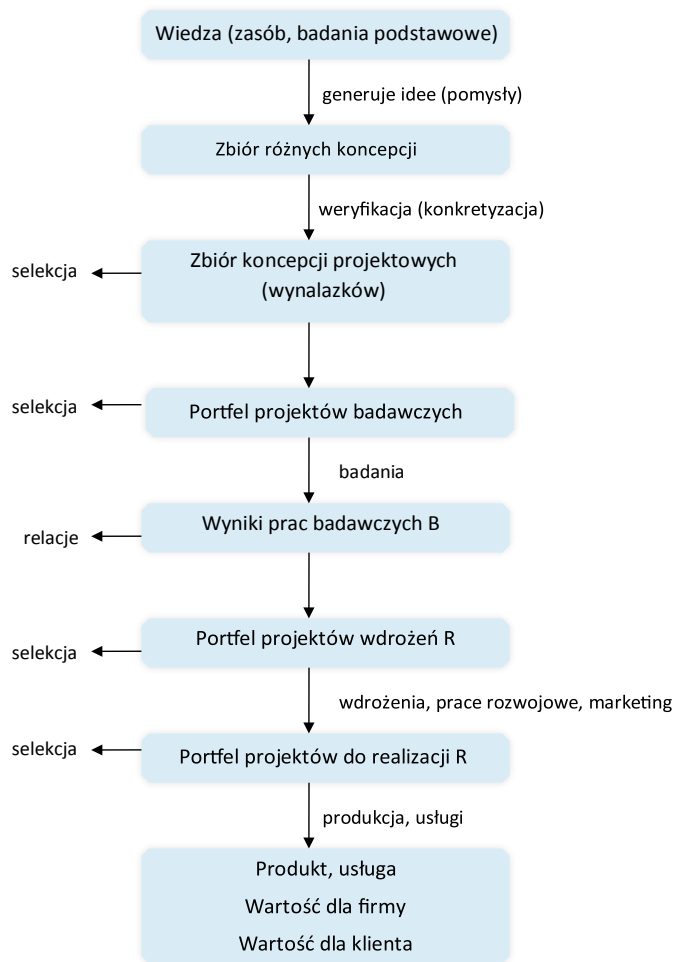 Wiedza (zasób, badania podstawowe)
generuje idee (pomysły)
Zbiór różnych koncepcji
weryfikacja (konkretyzacja)
Zbiór koncepcji projektowych
(wynalazków)
selekcja
Portfel projektów badawczych
selekcja
badania
Wyniki prac badawczych B
relacje
Portfel projektów wdrożeń R
selekcja
wdrożenia, prace rozwojowe, marketing
Portfel projektów do realizacji R
selekcja
produkcja, usługi
Produkt, usługa
Wartość dla firmy
Wartość dla klienta